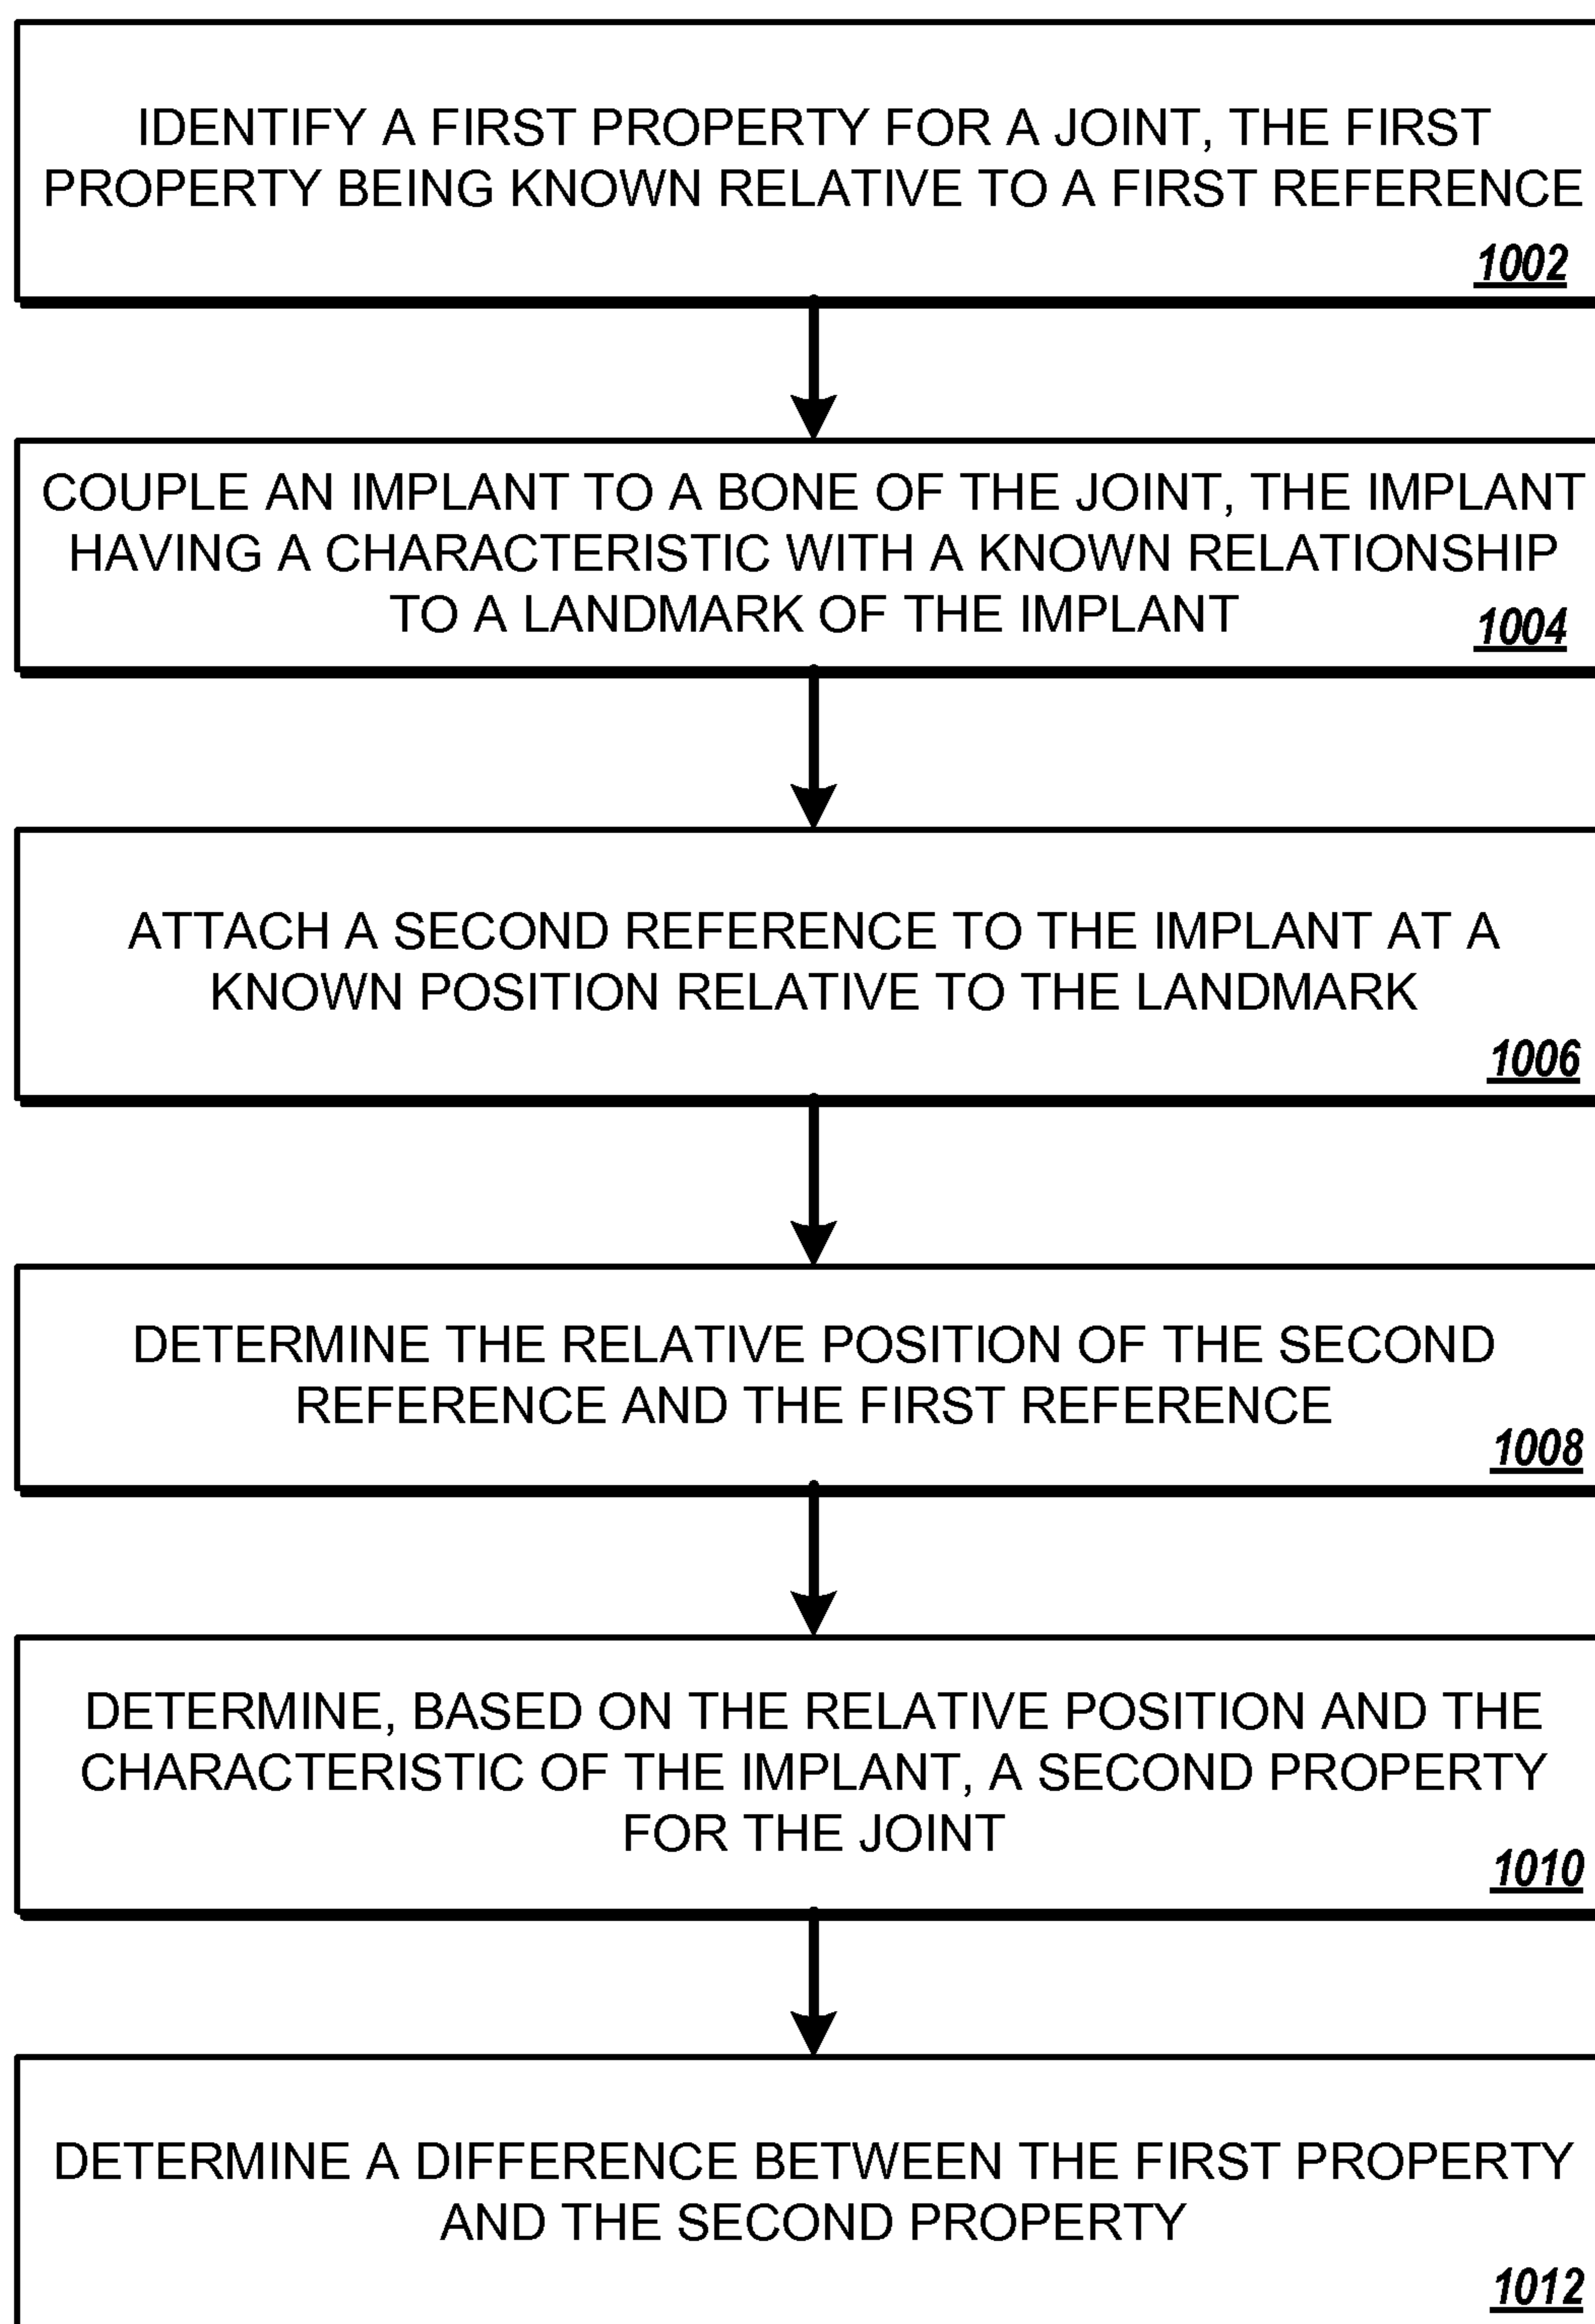 IDENTIFY A FIRST PROPERTY FOR A JOINT, THE FIRST
PROPERTY BEING KNOWN RELATIVE TO A FIRST REFERENCE
1002
COUPLE AN IMPLANT TO A BONE OF THE JOINT, THE IMPLANT
HAVING A CHARACTERISTIC WITH A KNOWN RELATIONSHIP
TO A LANDMARK OF THE IMPLANT
1004
ATTACH A SECOND REFERENCE TO THE IMPLANT AT A
KNOWN POSITION RELATIVE TO THE LANDMARK
1006
DETERMINE THE RELATIVE POSITION OF THE SECOND
REFERENCE AND THE FIRST REFERENCE
1008
DETERMINE, BASED ON THE RELATIVE POSITION AND THE
CHARACTERISTIC OF THE IMPLANT, A SECOND PROPERTY
FOR THE JOINT
1010
DETERMINE A DIFFERENCE BETWEEN THE FIRST PROPERTY
AND THE SECOND PROPERTY
1012